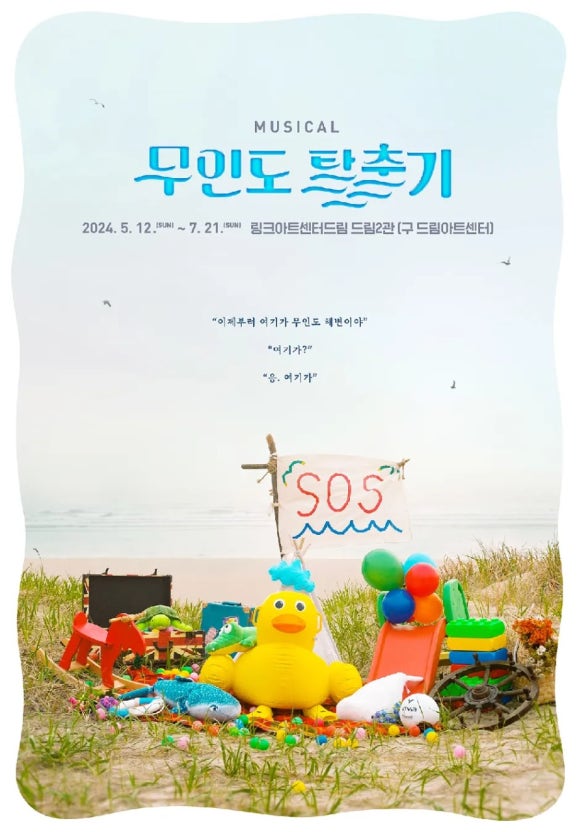 MUSICAL
무인도 탈출기
2024. 5. 12.(SUN) ~ 7. 21.(SUN) 링크아트센터드림 드림2관 (구 드림아트센터)
“이제부터 여기가 무인도 해변이야”
“여기가?”
“응. 여기가”
SOS